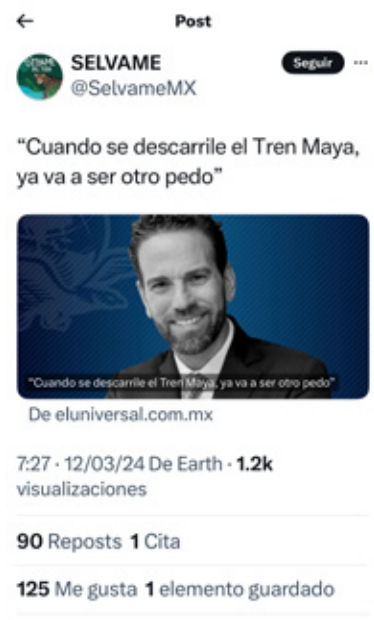 Post
SELVAME
Seguir
@SelvameMX
“Cuando se descarrile el Tren Maya,
ya va a ser otro pedo”
“Cuando se descarrile el Tren Maya, ya va a ser otro pedo”
De eluniversal.com.mx
7:27 · 12/03/24 De Earth · 1.2k
visualizaciones
90 Reposts 1 Cita
125 Me gusta 1 elemento guardado